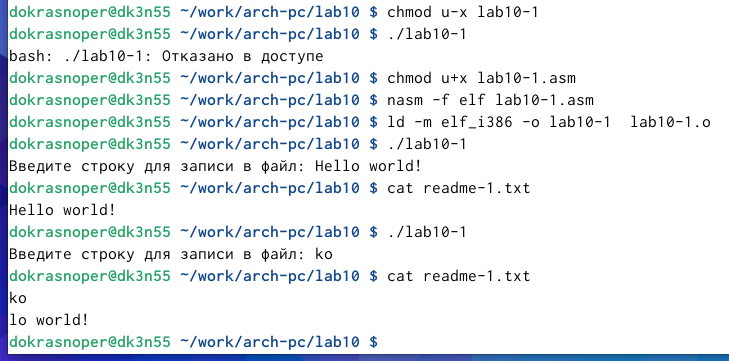 dokrasnoper@dk3n55 ~/work/arch-pc/lab10 $ chmod u-x lab10-1
dokrasnoper@dk3n55 ~/work/arch-pc/lab10 $ ./lab10-1
bash: ./lab10-1: Отказано в доступе
dokrasnoper@dk3n55 ~/work/arch-pc/lab10 $ chmod u+x lab10-1.asm
dokrasnoper@dk3n55 ~/work/arch-pc/lab10 $ nasm -f elf lab10-1.asm
dokrasnoper@dk3n55 ~/work/arch-pc/lab10 $ ld -m elf_i386 -o lab10-1  lab10-1.o
dokrasnoper@dk3n55 ~/work/arch-pc/lab10 $ ./lab10-1
Введите строку для записи в файл: Hello world!
dokrasnoper@dk3n55 ~/work/arch-pc/lab10 $ cat readme-1.txt
Hello world!
dokrasnoper@dk3n55 ~/work/arch-pc/lab10 $ ./lab10-1
Введите строку для записи в файл: ko
dokrasnoper@dk3n55 ~/work/arch-pc/lab10 $ cat readme-1.txt
ko
lo world!
dokrasnoper@dk3n55 ~/work/arch-pc/lab10 $